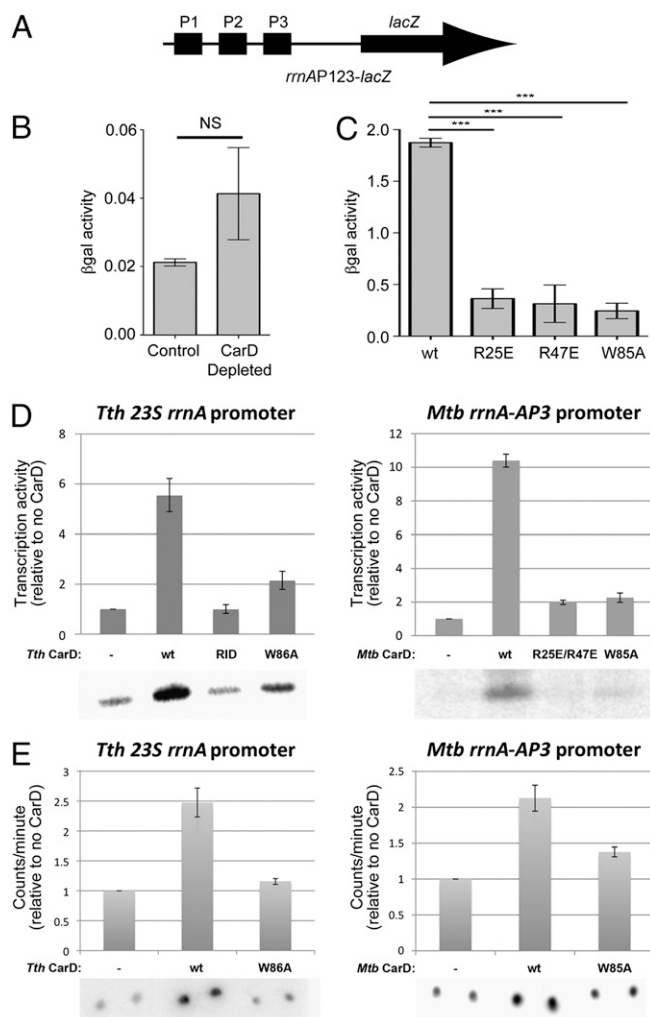 A
P1 P2 P3 lacZ
rrnAP123-lacZ
B
NS
βgal activity
0.06
0.04
0.02
0.00
Control
CarD
Depleted
C
***
***
***
βgal activity
2.0
1.5
1.0
0.5
0.0
wt R25E R47E W85A
D
Tth 23S rrnA promoter
Transcription activity
(relative to no CarD)
8
6
4
2
0
Tth CarD: - wt RID W86A
Mtb rrnA-AP3 promoter
Transcription activity
(relative to no CarD)
12
10
8
6
4
2
0
Mtb CarD: - wt R25E/R47E W85A
E
Tth 23S rrnA promoter
Counts/minute
(relative to no CarD)
3
2.5
2
1.5
1
0.5
0
Tth CarD: - wt W86A
Mtb rrnA-AP3 promoter
Counts/minute
(relative to no CarD)
2.5
2
1.5
1
0.5
0
Mtb CarD: - wt W85A